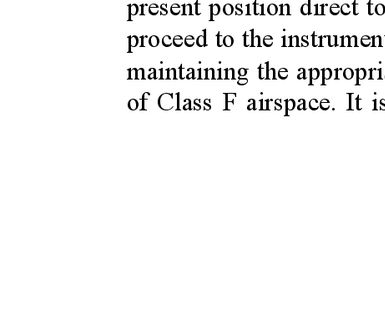 present position direct to
proceed to the instrument
maintaining the appropri
of Class F airspace. It is